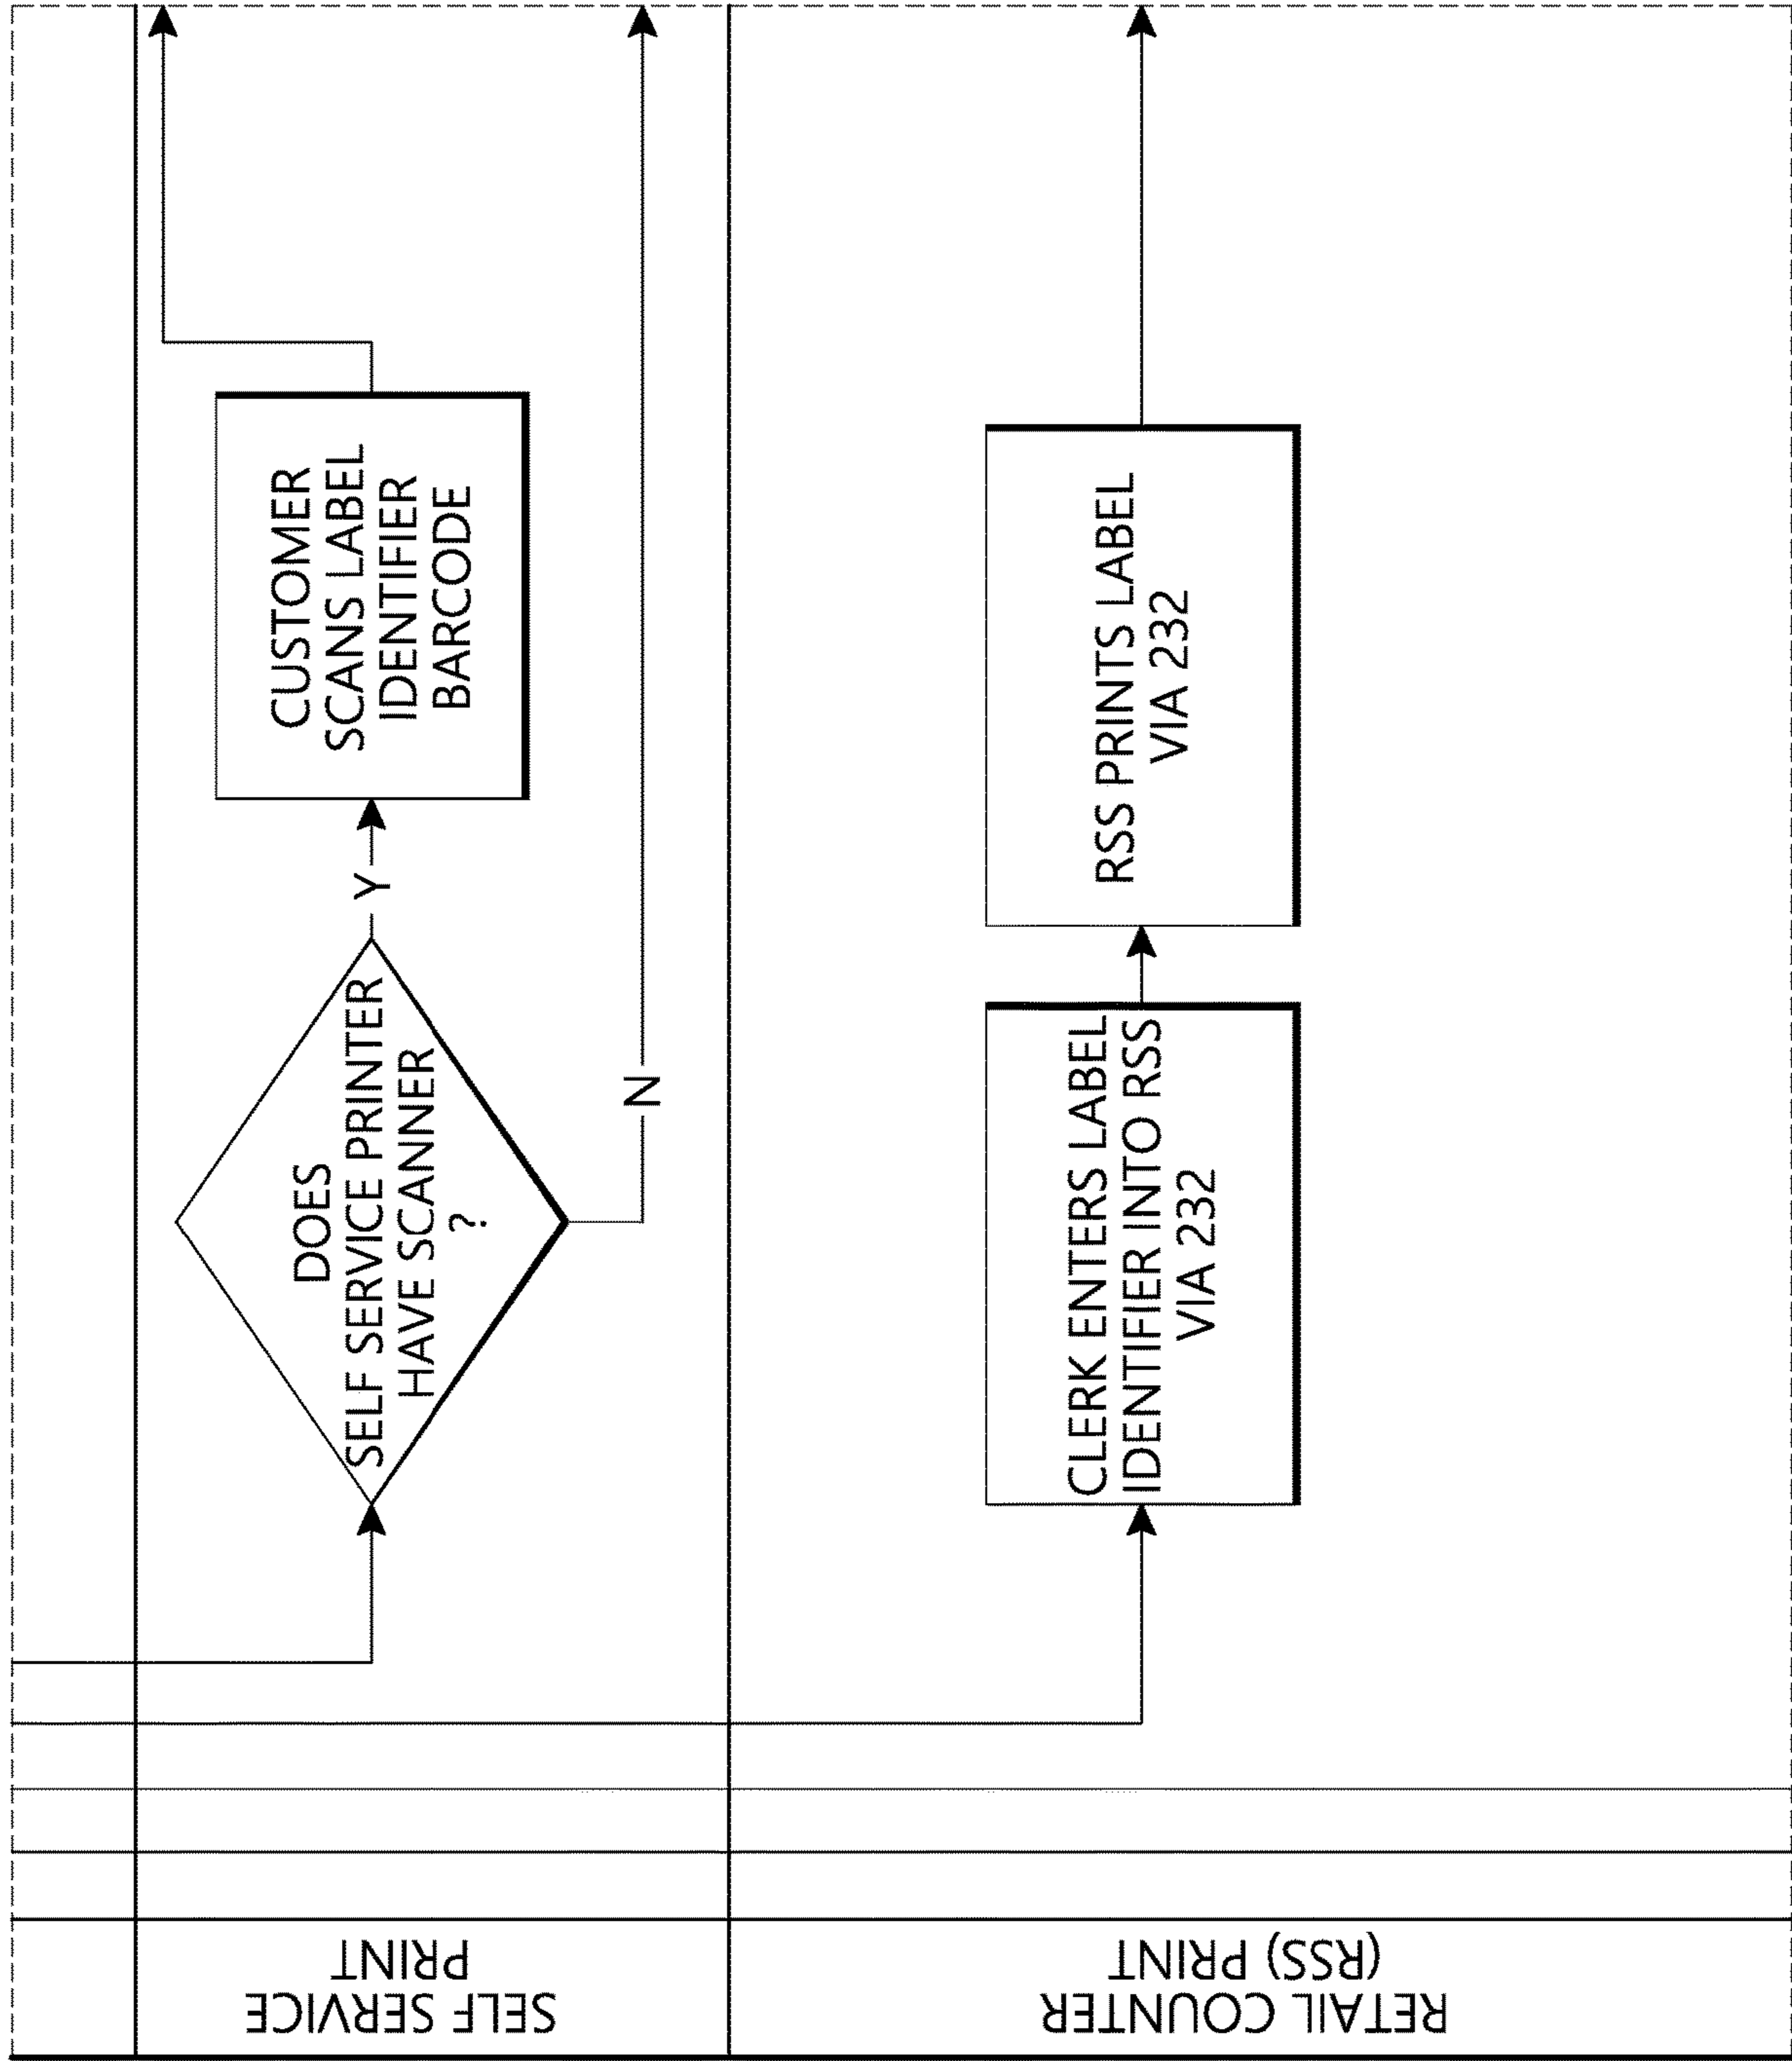 SELF SERVICE
PRINT
DOES
SELF SERVICE PRINTER
HAVE SCANNER
?
Y
N
CUSTOMER
SCANS LABEL
IDENTIFIER
BARCODE
RETAIL COUNTER
(RSS) PRINT
CLERK ENTERS LABEL
IDENTIFIER INTO RSS
VIA 232
RSS PRINTS LABEL
VIA 232